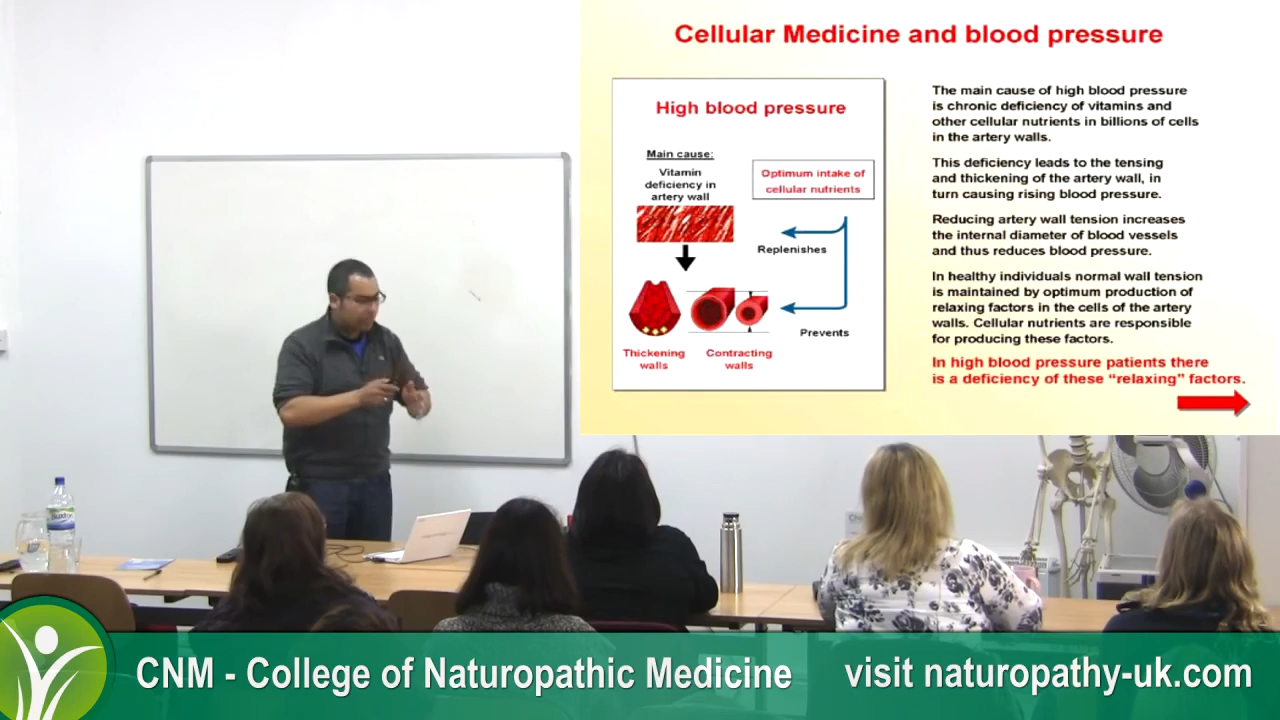 Cellular Medicine and blood pressure
High blood pressure
Main cause:
Vitamin
deficiency in
artery wall
Optimum intake of
cellular nutrients
Replenishes
Prevents
Thickening
walls
Contracting
walls
The main cause of high blood pressure
is chronic deficiency of vitamins and
other cellular nutrients in billions of cells
in the artery walls.
This deficiency leads to the tensing
and thickening of the artery wall, in
turn causing rising blood pressure.
Reducing artery wall tension increases
the internal diameter of blood vessels
and thus reduces blood pressure.
In healthy individuals normal wall tension
is maintained by optimum production of
relaxing factors in the cells of the artery
walls. Cellular nutrients are responsible
for producing these factors.
In high blood pressure patients there
is a deficiency of these “relaxing” factors.
Buxton
CNM - College of Naturopathic Medicine
visit naturopathy-uk.com